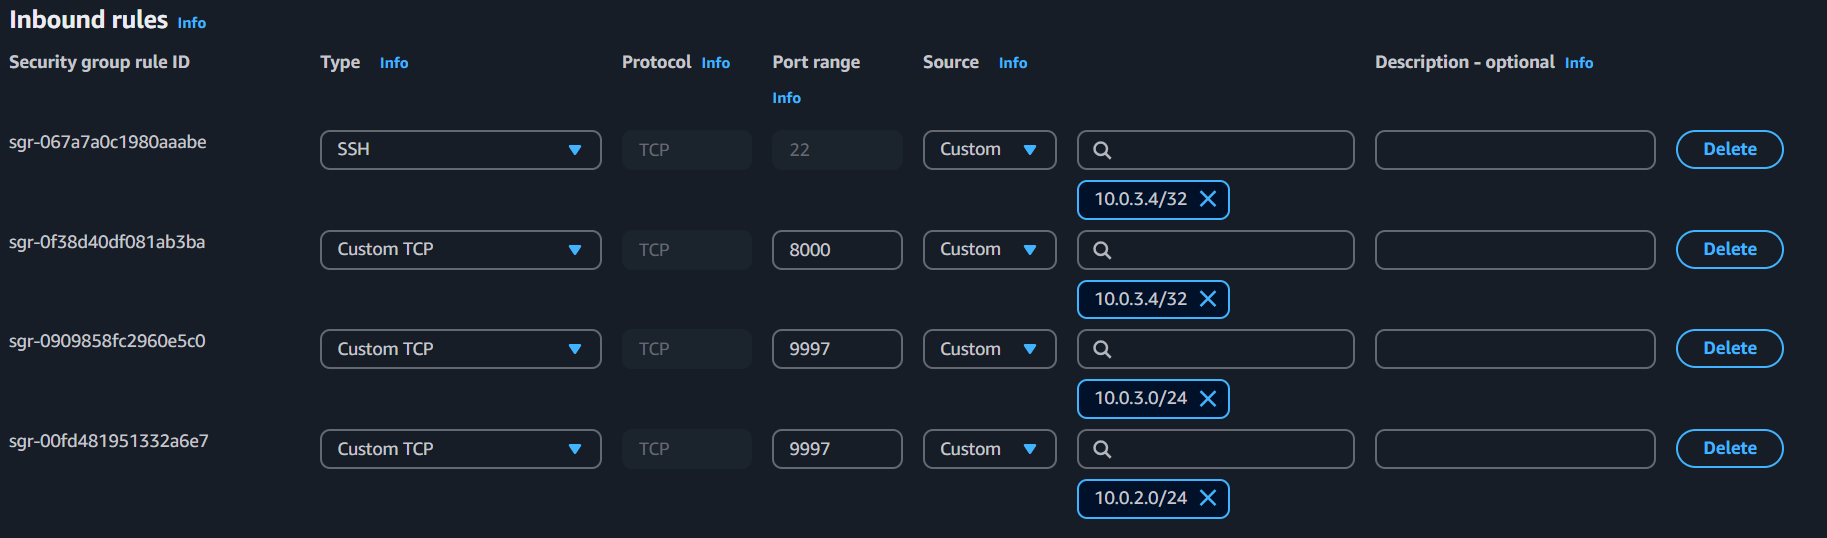 Inbound rules Info
Security group rule ID Type Info Protocol Info Port range Source Info Description - optional Info
Info
sgr-067a7a0c1980aaabe SSH TCP 22 Custom Delete
10.0.3.4/32
sgr-0f38d40df081ab3ba Custom TCP TCP 8000 Custom Delete
10.0.3.4/32
sgr-0909858fc2960e5c0 Custom TCP TCP 9997 Custom Delete
10.0.3.0/24
sgr-00fd481951332a6e7 Custom TCP TCP 9997 Custom Delete
10.0.2.0/24